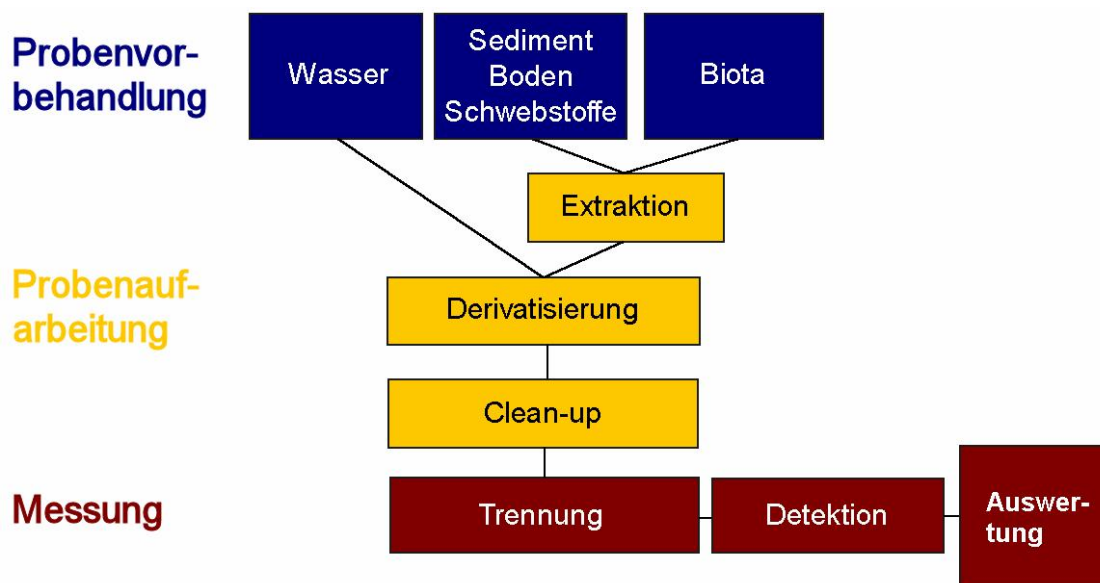 Probenvor-
behandlung
Wasser
Sediment
Boden
Schwebstoffe
Biota
Extraktion
Probenauf-
arbeitung
Derivatisierung
Clean-up
Messung
Trennung
Detektion
Auswer-
tung